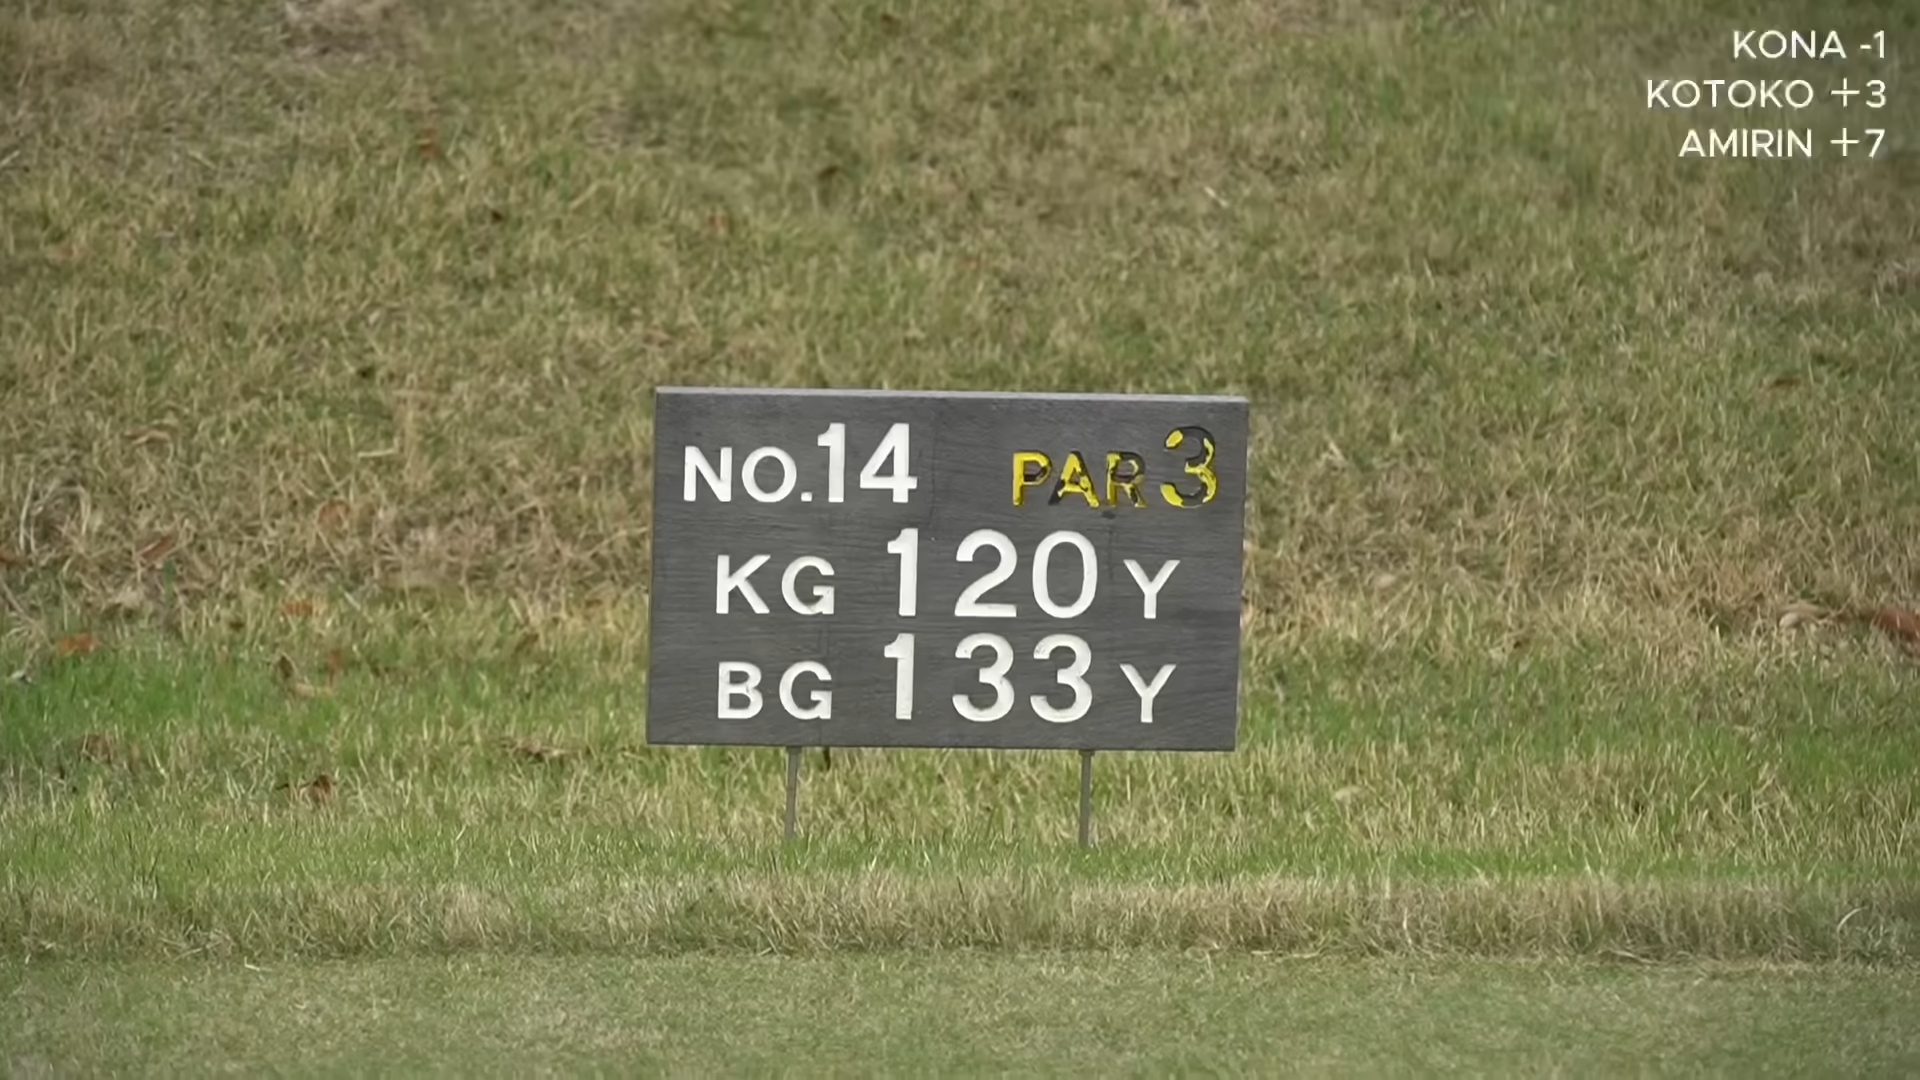 KONA -1
KOTOKO +3
AMIRIN +7
NO.14 PAR 3
KG 120 Y
BG 133 Y